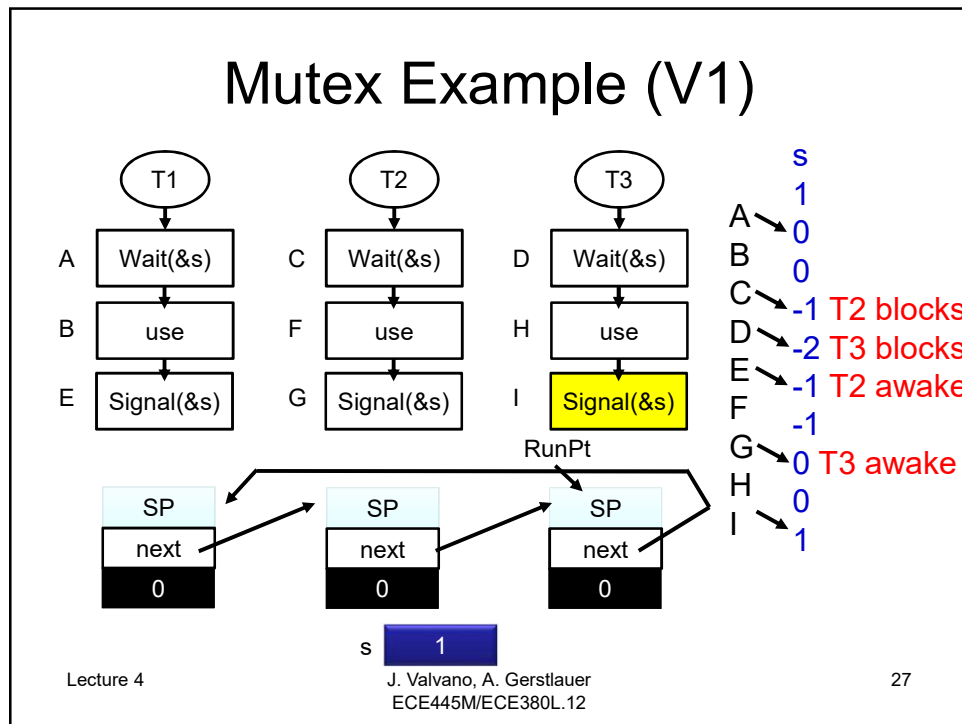 Mutex Example (V1)
T1 T2 T3
A Wait(&s) C Wait(&s) D Wait(&s)
B use F use H use
E Signal(&s) G Signal(&s) I Signal(&s)
s
1
A
0
B
0
C
-1 T2 blocks
D
-2 T3 blocks
E
-1 T2 awake
F
-1
G
0 T3 awake
H
0
I
1
RunPt
SP SP SP
next next next
0 0 0
s 1
Lecture 4
J. Valvano, A. Gerstlauer
ECE445M/ECE380L.12
27